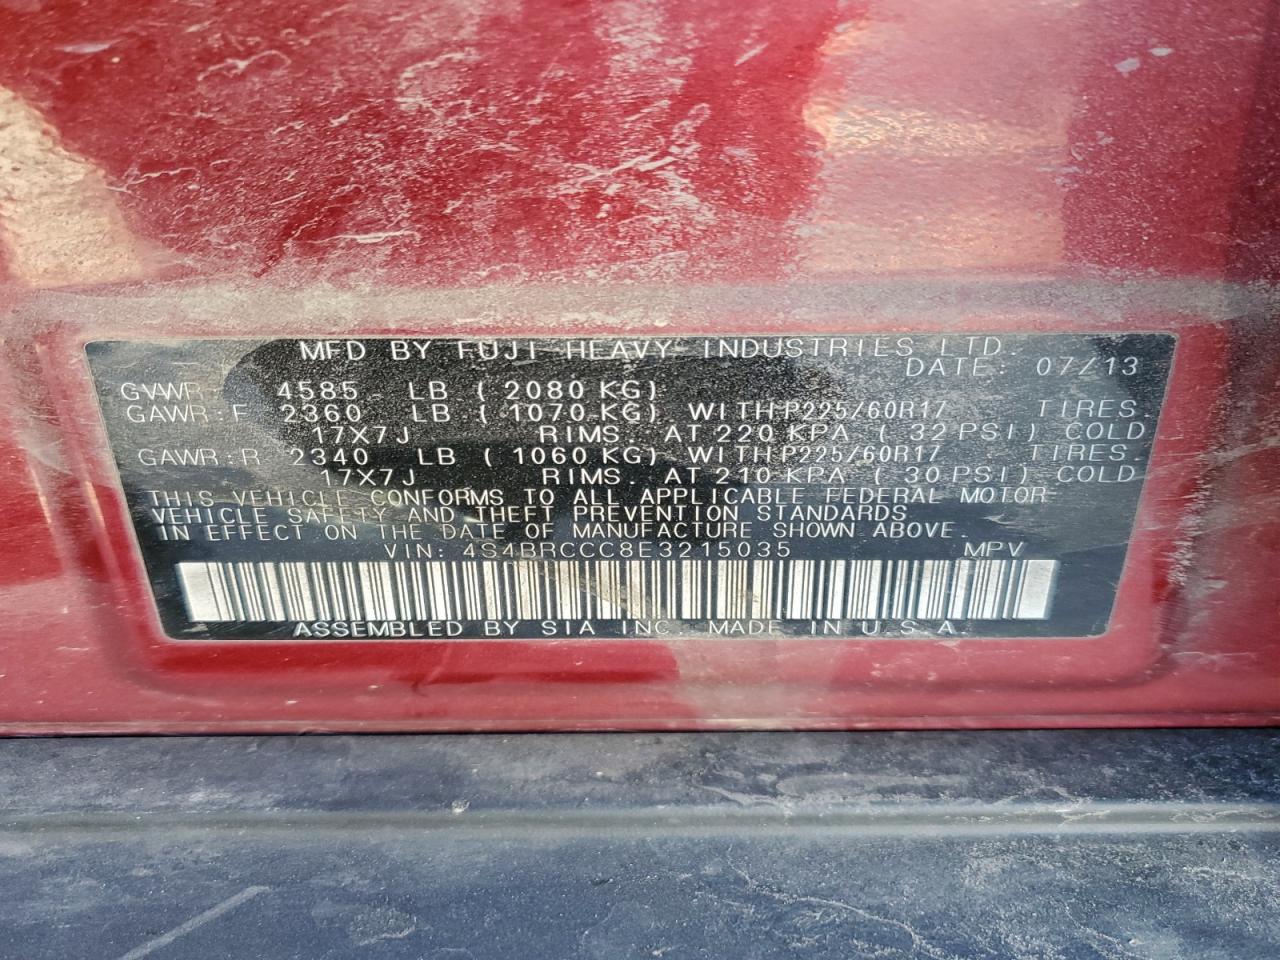 MFD BY FUJI HEAVY INDUSTRIES LTD
DATE: 07/13
GVWR: 4585 LB (2080 KG)
GAWR:F 2360 LB (1070 KG) WITH P225/60R17 TIRES.
17X7J RIMS. AT 220 KPA (32 PSI) COLD
GAWR:R 2340 LB (1060 KG) WITH P225/60R17 TIRES.
17X7J RIMS. AT 210 KPA (30 PSI) COLD
THIS VEHICLE CONFORMS TO ALL APPLICABLE FEDERAL MOTOR
VEHICLE SAFETY AND THEFT PREVENTION STANDARDS
IN EFFECT ON THE DATE OF MANUFACTURE SHOWN ABOVE.
VIN: 4S4BRCCC8E3215035 MPV
ASSEMBLED BY SIA INC. MADE IN U.S.A.